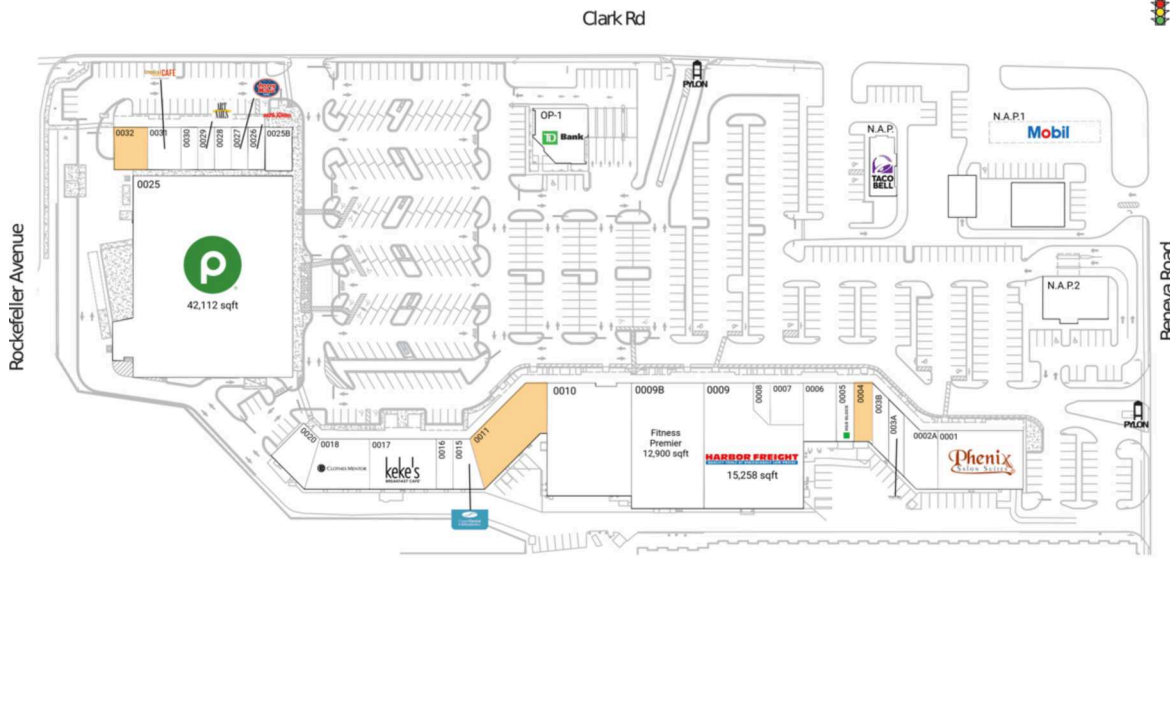 Clark Rd
PYLON
CAFÉ
0032
0031
0030
0029
0028
0027
0026
0025B
OP-1
TD Bank
N.A.P.
TACO
BELL
N.A.P.1
Mobil
0025
42,112 sqft
Rockefeller Avenue
Beneva Road
N.A.P.2
PYLON
0020
0018
CLOTHES MENTOR
0017
keke's
BREAKFAST CAFE
0016
0015
0011
0010
0009B
Fitness
Premier
12,900 sqft
0009
HARBOR FREIGHT
15,258 sqft
0008
0007
0006
0005
H&R BLOCK
0004
003B
003A
0002A
0001
Phenix
Salon Suites